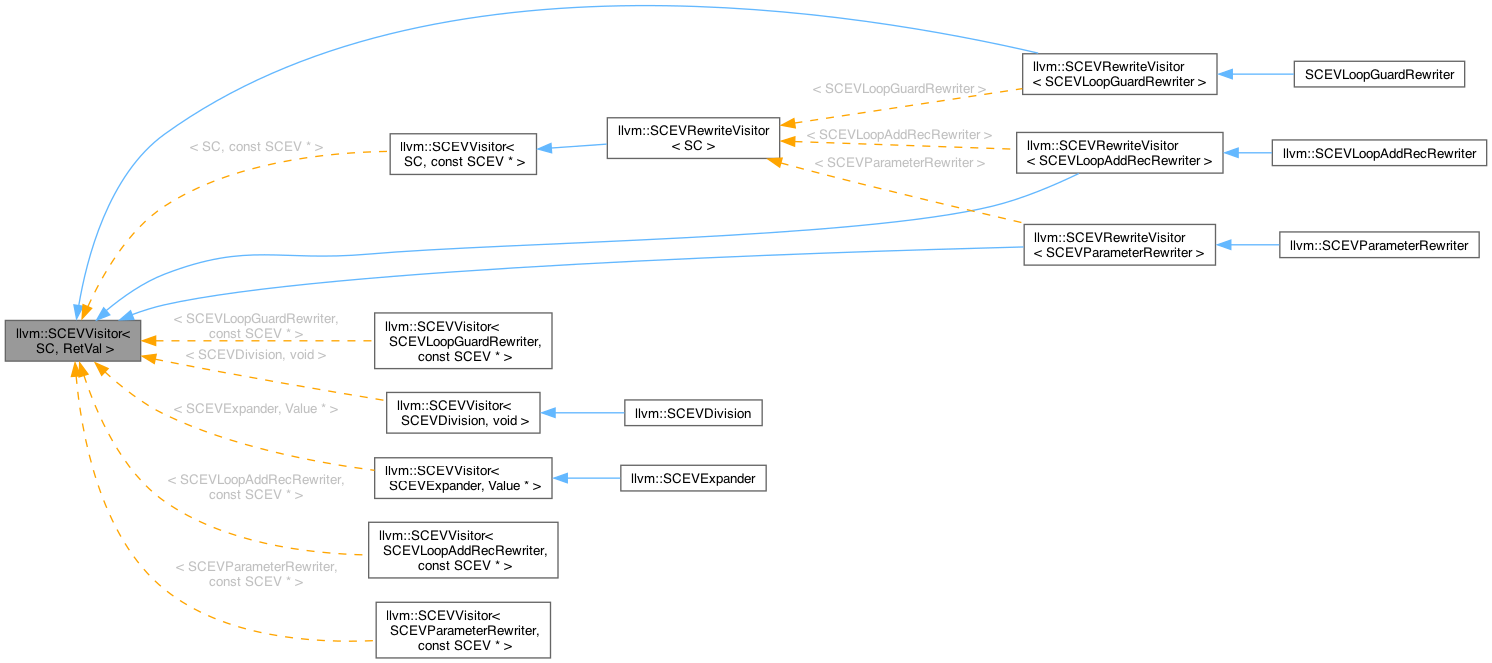 llvm::SCEVRewriteVisitor
< SCEVLoopGuardRewriter >
SCEVLoopGuardRewriter
< SCEVLoopGuardRewriter >
llvm::SCEVRewriteVisitor
< SC >
< SC, const SCEV * >
llvm::SCEVVisitor<
SC, const SCEV * >
< SCEVLoopAddRecRewriter >
llvm::SCEVRewriteVisitor
< SCEVLoopAddRecRewriter >
llvm::SCEVLoopAddRecRewriter
< SCEVParameterRewriter >
llvm::SCEVRewriteVisitor
< SCEVParameterRewriter >
llvm::SCEVParameterRewriter
llvm::SCEVVisitor<
SC, RetVal >
< SCEVLoopGuardRewriter,
const SCEV * >
llvm::SCEVVisitor<
SCEVLoopGuardRewriter,
const SCEV * >
< SCEVDivision, void >
llvm::SCEVVisitor<
SCEVDivision, void >
llvm::SCEVDivision
< SCEVExpander, Value * >
llvm::SCEVVisitor<
SCEVExpander, Value * >
llvm::SCEVExpander
< SCEVLoopAddRecRewriter,
const SCEV * >
llvm::SCEVVisitor<
SCEVLoopAddRecRewriter,
const SCEV * >
< SCEVParameterRewriter,
const SCEV * >
llvm::SCEVVisitor<
SCEVParameterRewriter,
const SCEV * >